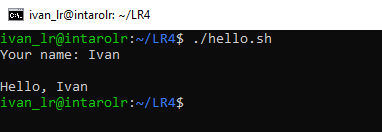 ivan_lr@intarolr: ~/LR4
ivan_lr@intarolr:~/LR4$ ./hello.sh
Your name: Ivan
Hello, Ivan
ivan_lr@intarolr:~/LR4$